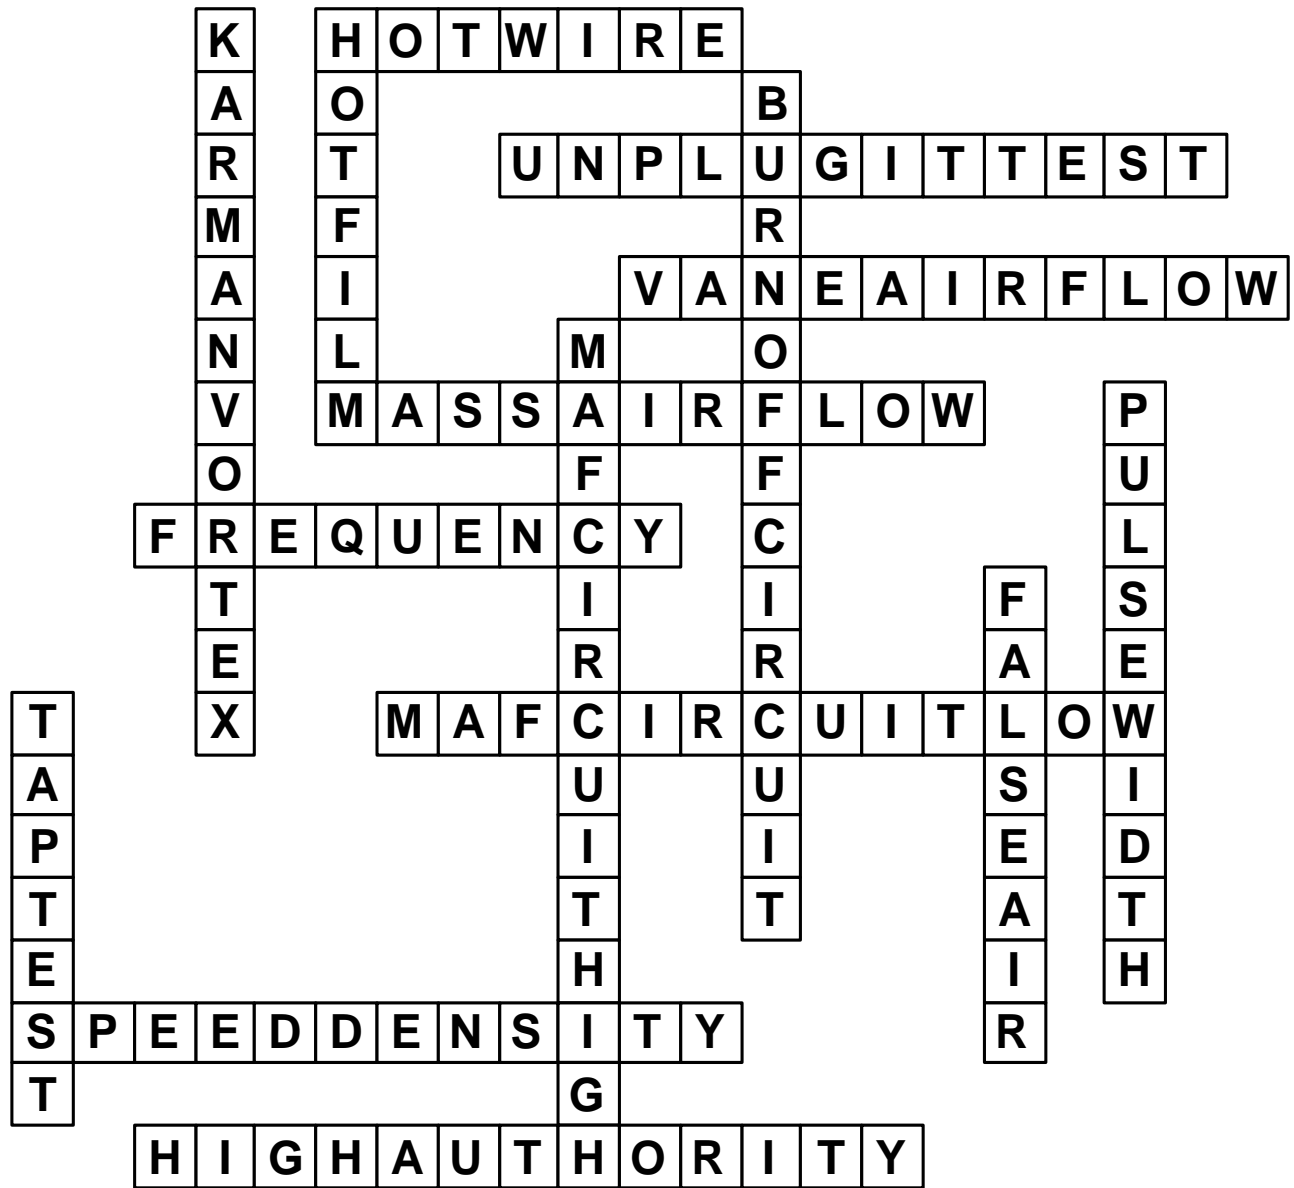 KARMANVORTEX
HOTWIRE
HOTFILM
BURNOFFCIRCUIT
UNPLUGITTEST
VANEAIRFLOW
MAFCIRCUITHIGH
MASSAIRFLOW
PULSEWIDTH
FREQUENCY
FALSEAIR
TAPTEST
MAFCIRCUITLOW
SPEEDDENSITY
HIGHAUTHORITY